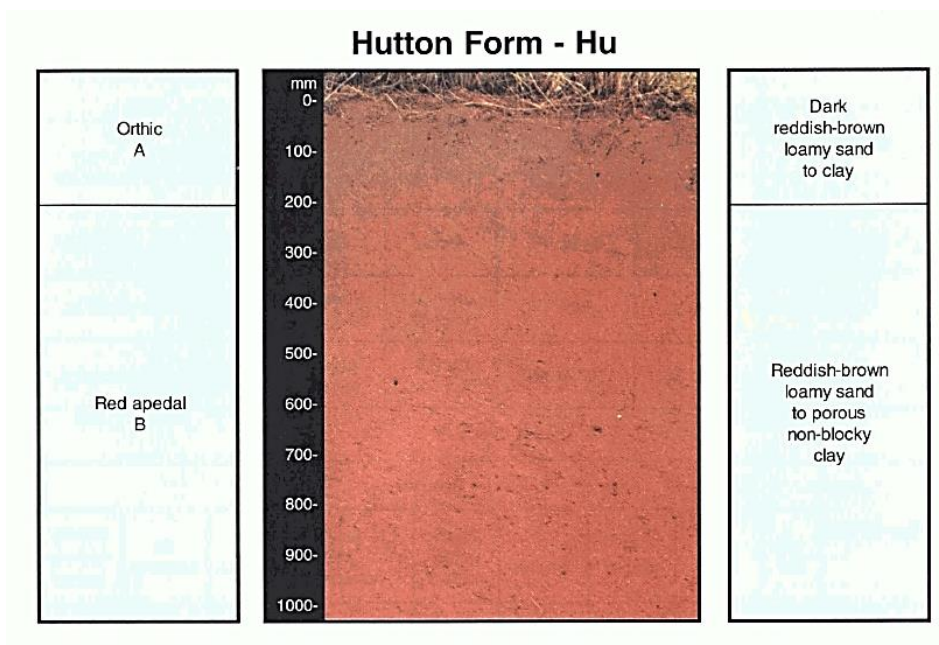 Hutton Form - Hu
Orthic
A
Red apedal
B
mm
0-
100-
200-
300-
400-
500-
600-
700-
800-
900-
1000-
Dark
reddish-brown
loamy sand
to clay
Reddish-brown
loamy sand
to porous
non-blocky
clay